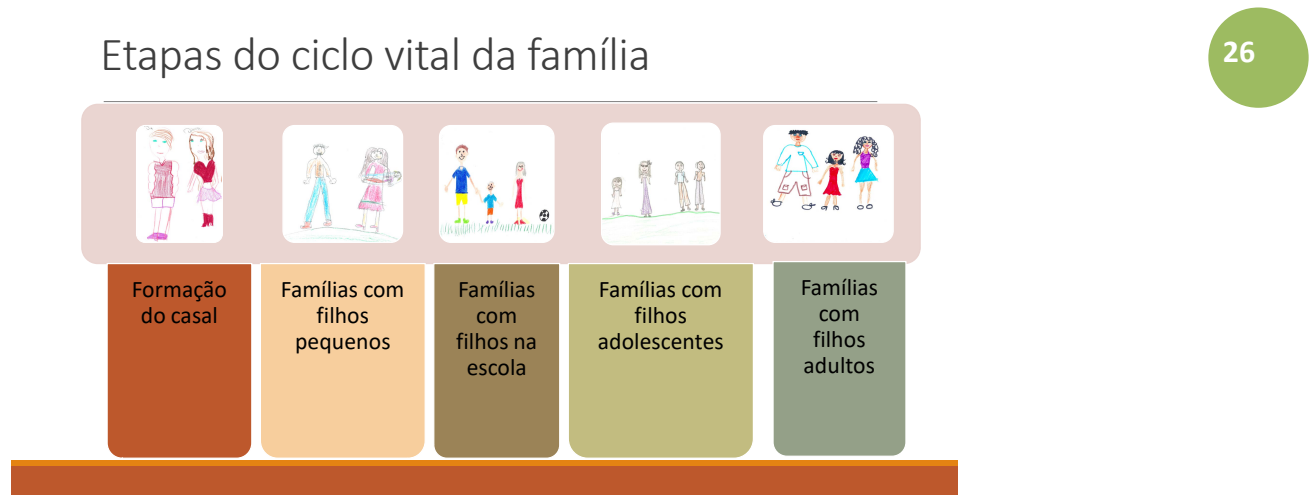 Etapas do ciclo vital da família
26
Formação
do casal
Famílias com
filhos
pequenos
Famílias
com
filhos na
escola
Famílias com
filhos
adolescentes
Famílias
com
filhos
adultos